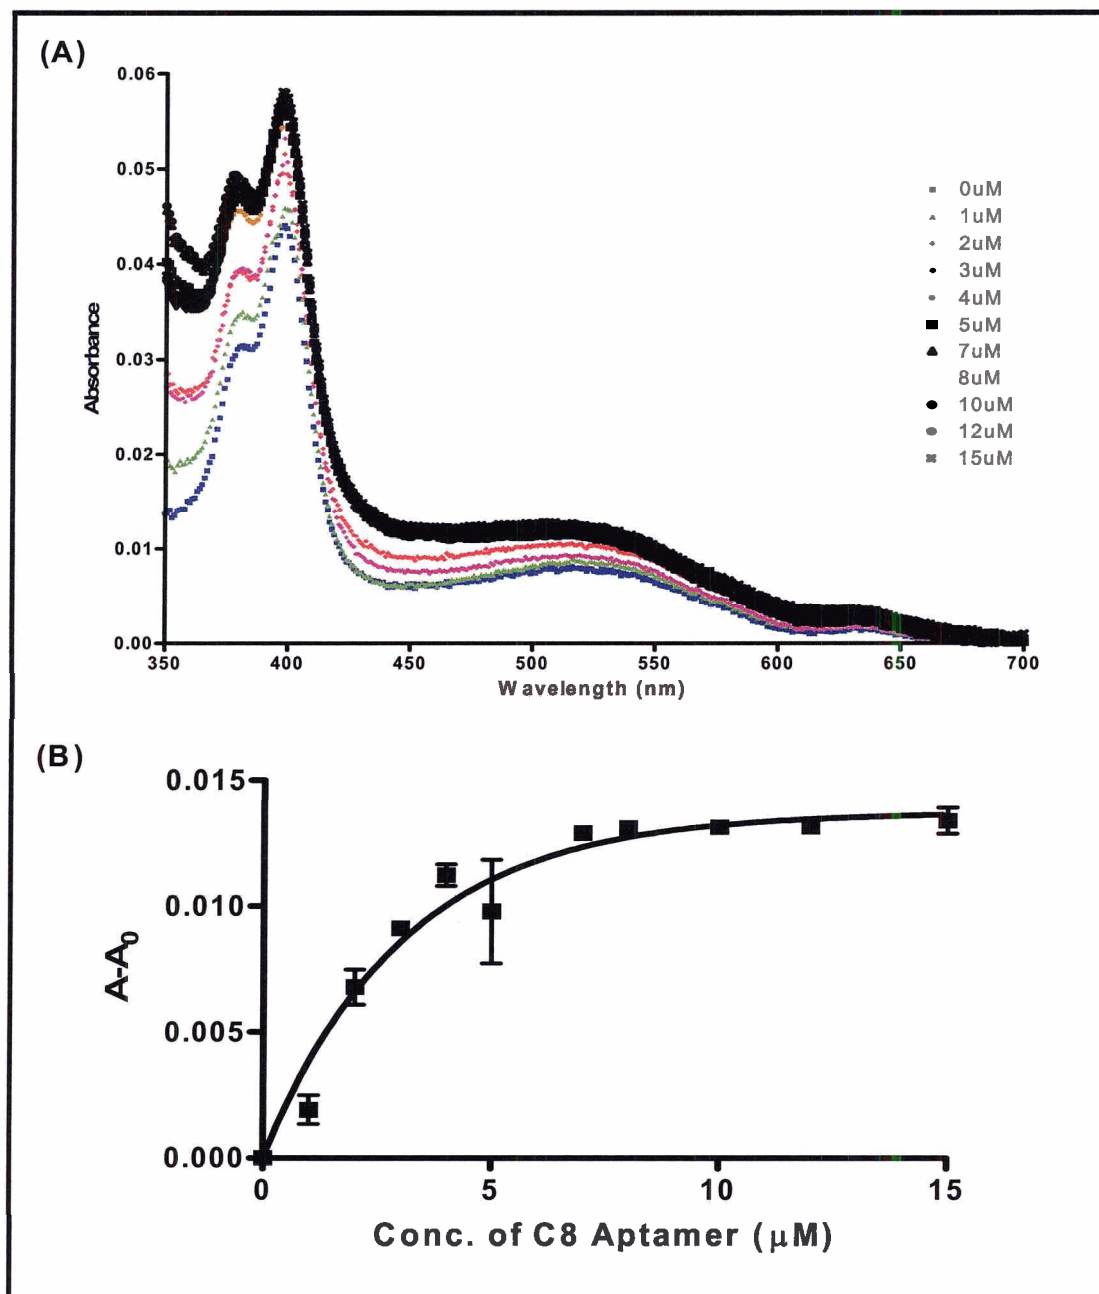 (A)
0.06
0.05
0.04
0.03
0.02
0.01
0.00
Absorbance
350 400 450 500 550 600 650 700
Wavelength (nm)
0uM
1uM
2uM
3uM
4uM
5uM
7uM
8uM
10uM
12uM
15uM
(B)
0.015
0.010
0.005
0.000
A-A₀
0 5 10 15
Conc. of C8 Aptamer (μM)